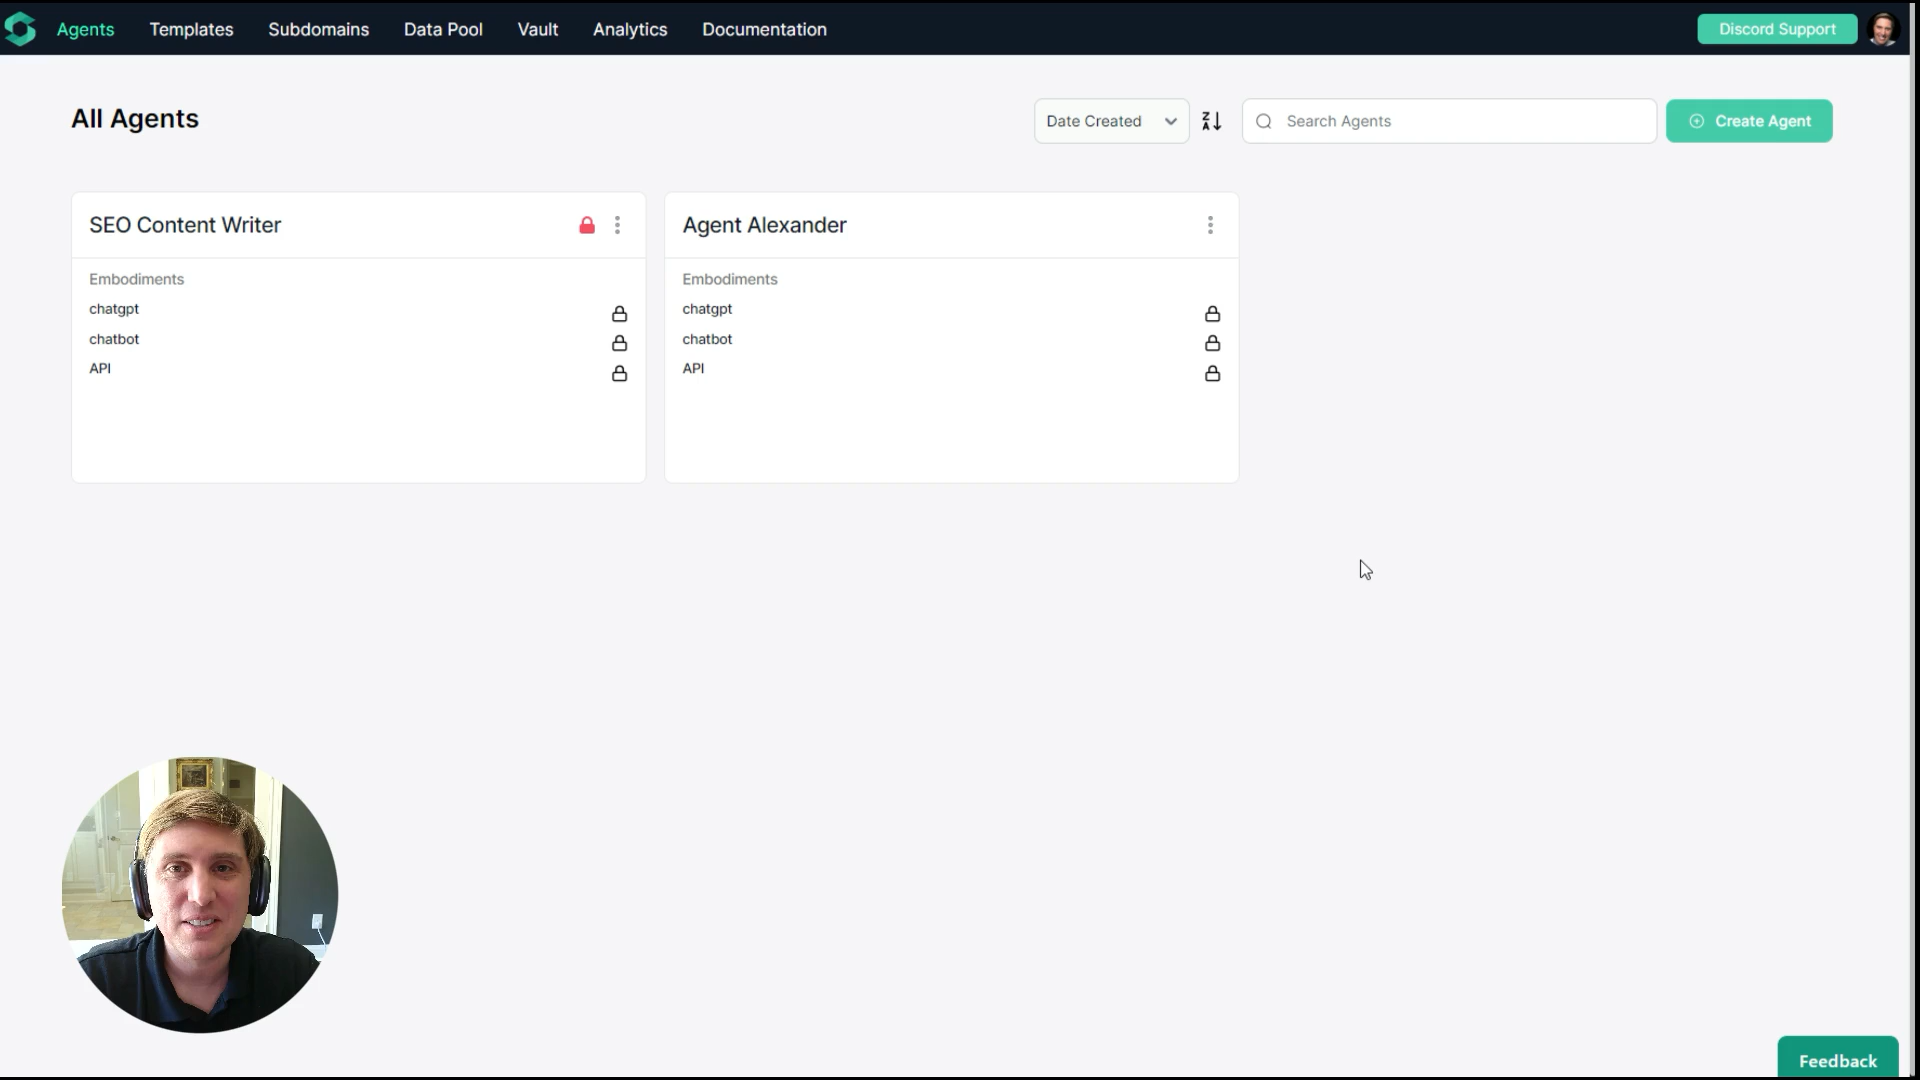 Agents Templates Subdomains Data Pool Vault Analytics Documentation Discord Support
All Agents Date Created Search Agents Create Agent
SEO Content Writer
Embodiments
chatgpt
chatbot
API
Agent Alexander
Embodiments
chatgpt
chatbot
API
Feedback